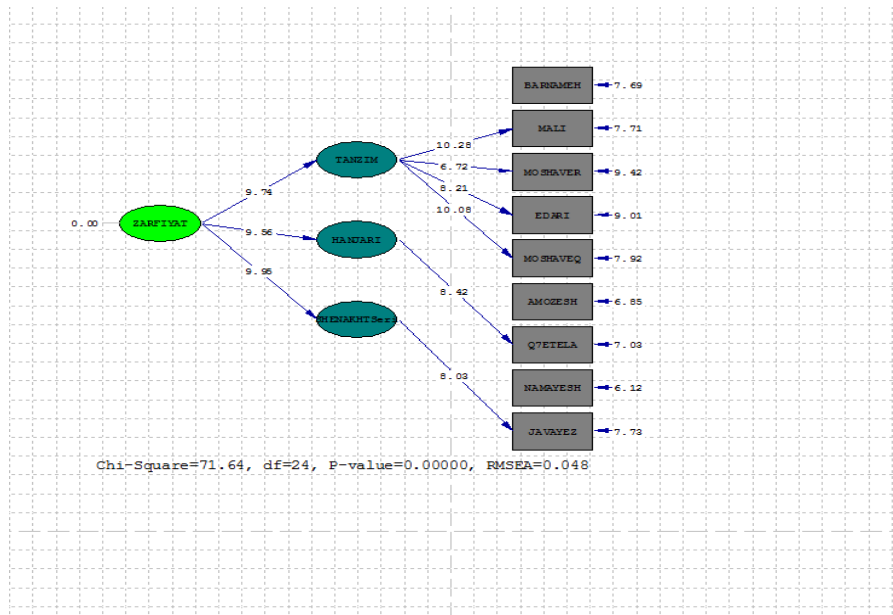 BARNAMEH 7.69
MALI 7.71
10.28
MOSHAVER 9.42
TANZIM
6.72
8.21
EDARI 9.01
9.74
10.08
0.00 ZARFIYAT
9.56
HANJARI
MOSHAVEQ 7.92
9.95
8.42
AMOZESH 6.85
Q7ETELA 7.03
8.03
NAMAYESH 6.12
JAVAYEZ 7.73
Chi-Square=71.64, df=24, P-value=0.00000, RMSEA=0.048